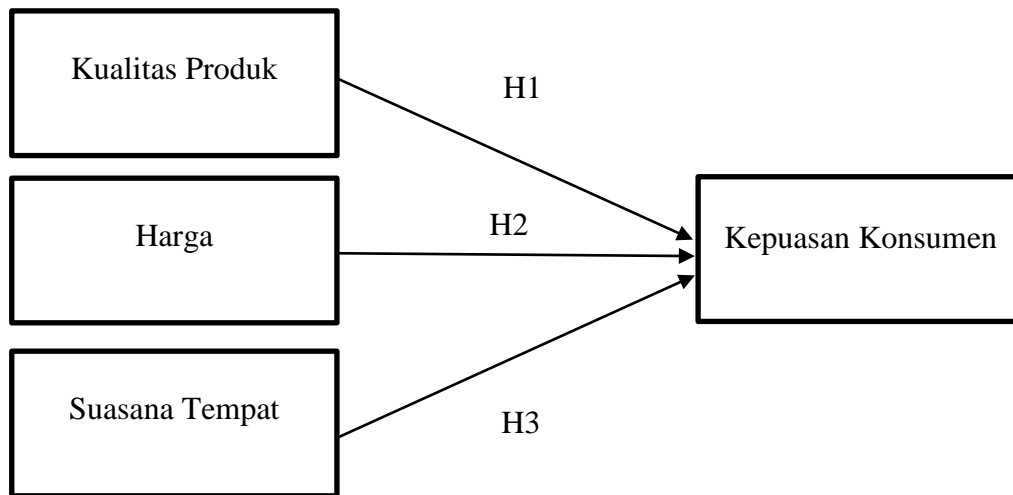 Kualitas Produk
H1
Harga
H2
Kepuasan Konsumen
Suasana Tempat
H3